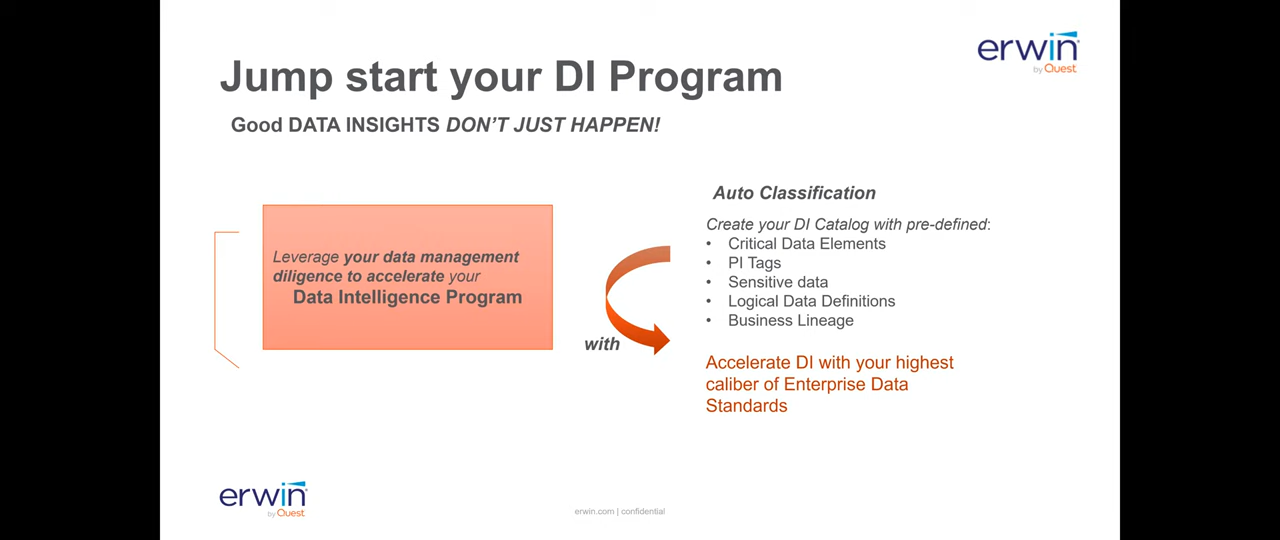 erwin
by Quest
Jump start your DI Program
Good DATA INSIGHTS DON'T JUST HAPPEN!
Leverage your data management
diligence to accelerate your
Data Intelligence Program
with
Auto Classification
Create your DI Catalog with pre-defined:
• Critical Data Elements
• PI Tags
• Sensitive data
• Logical Data Definitions
• Business Lineage
Accelerate DI with your highest
caliber of Enterprise Data
Standards
erwin
by Quest
erwin.com | confidential